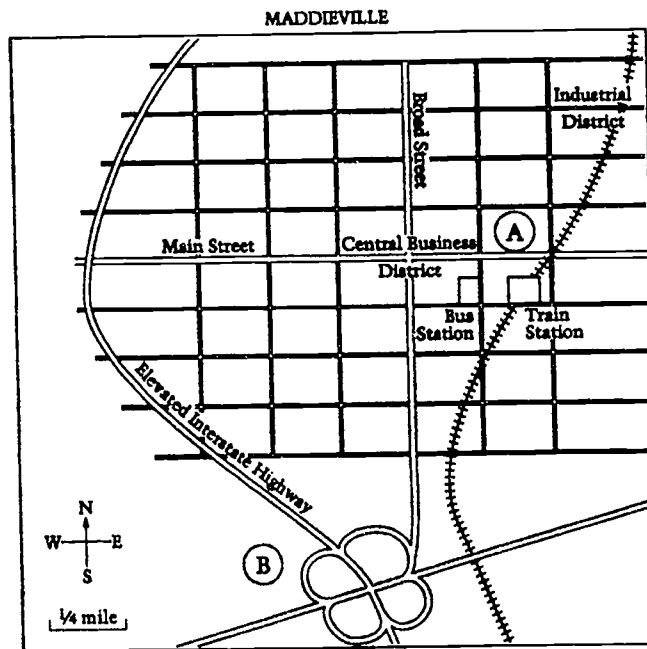 MADDIEVILLE
Broad Street
Industrial
District
A
Main Street
Central Business
District
Bus
Station
Train
Station
Elevated Interstate Highway
N
W
E
S
B
1/4 mile